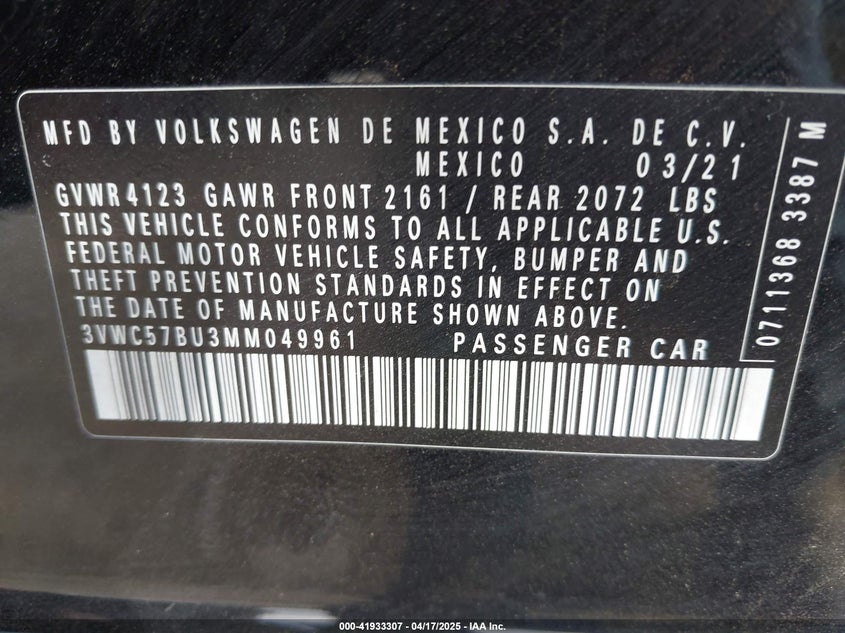 MFD BY VOLKSWAGEN DE MEXICO S.A. DE C.V.
MEXICO 03/21
GVWR 4123 GAWR FRONT 2161 / REAR 2072 LBS
THIS VEHICLE CONFORMS TO ALL APPLICABLE U.S.
FEDERAL MOTOR VEHICLE SAFETY, BUMPER AND
THEFT PREVENTION STANDARDS IN EFFECT ON
THE DATE OF MANUFACTURE SHOWN ABOVE.
3VWC57BU3MM049961 PASSENGER CAR
0711368 3387 M
000-41933307 - 04/17/2025 - IAA Inc.